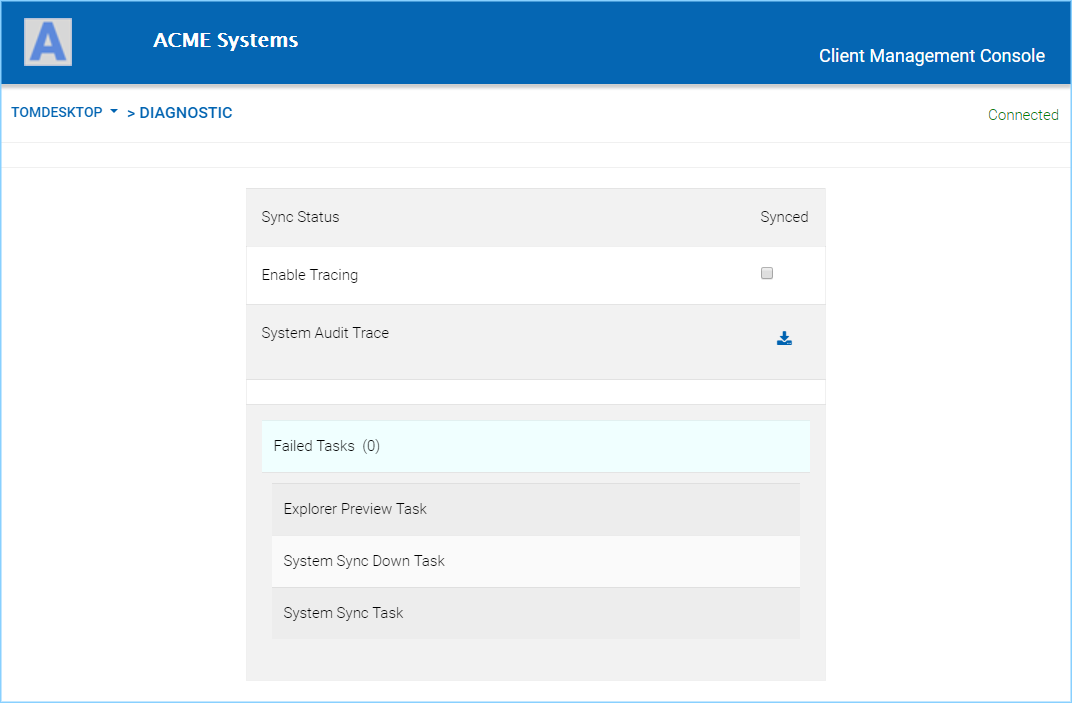 A
ACME Systems
Client Management Console
TOMDESKTOP > DIAGNOSTIC
Connected
Sync Status Synced
Enable Tracing
System Audit Trace
Failed Tasks (0)
Explorer Preview Task
System Sync Down Task
System Sync Task